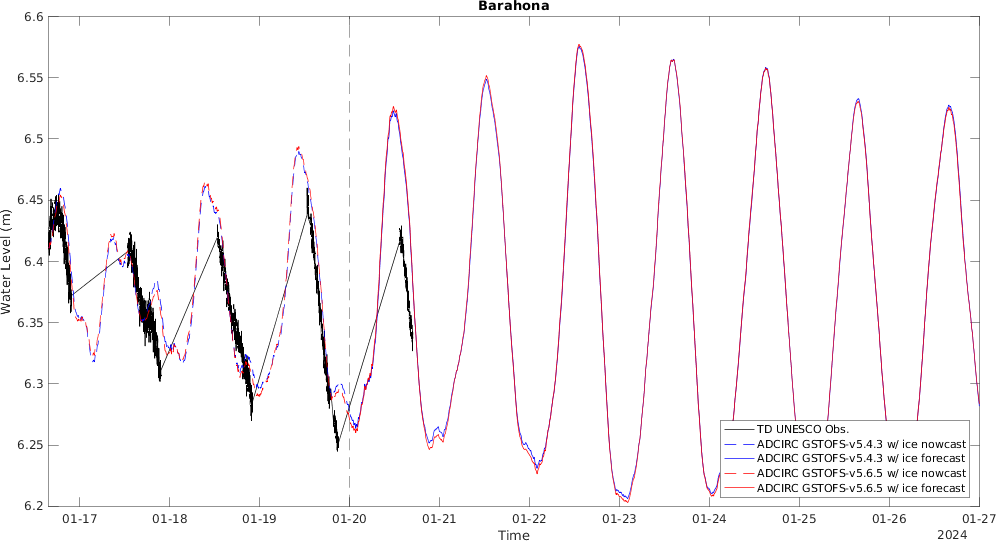 Barahona
6.6
6.55
6.5
6.45
6.4
6.35
6.3
6.25
6.2
Water Level (m)
TD UNESCO Obs.
ADCIRC GSTOFS-v5.4.3 w/ ice nowcast
ADCIRC GSTOFS-v5.4.3 w/ ice forecast
ADCIRC GSTOFS-v5.6.5 w/ ice nowcast
ADCIRC GSTOFS-v5.6.5 w/ ice forecast
01-17 01-18 01-19 01-20 01-21 01-22 01-23 01-24 01-25 01-26 01-27
Time
2024